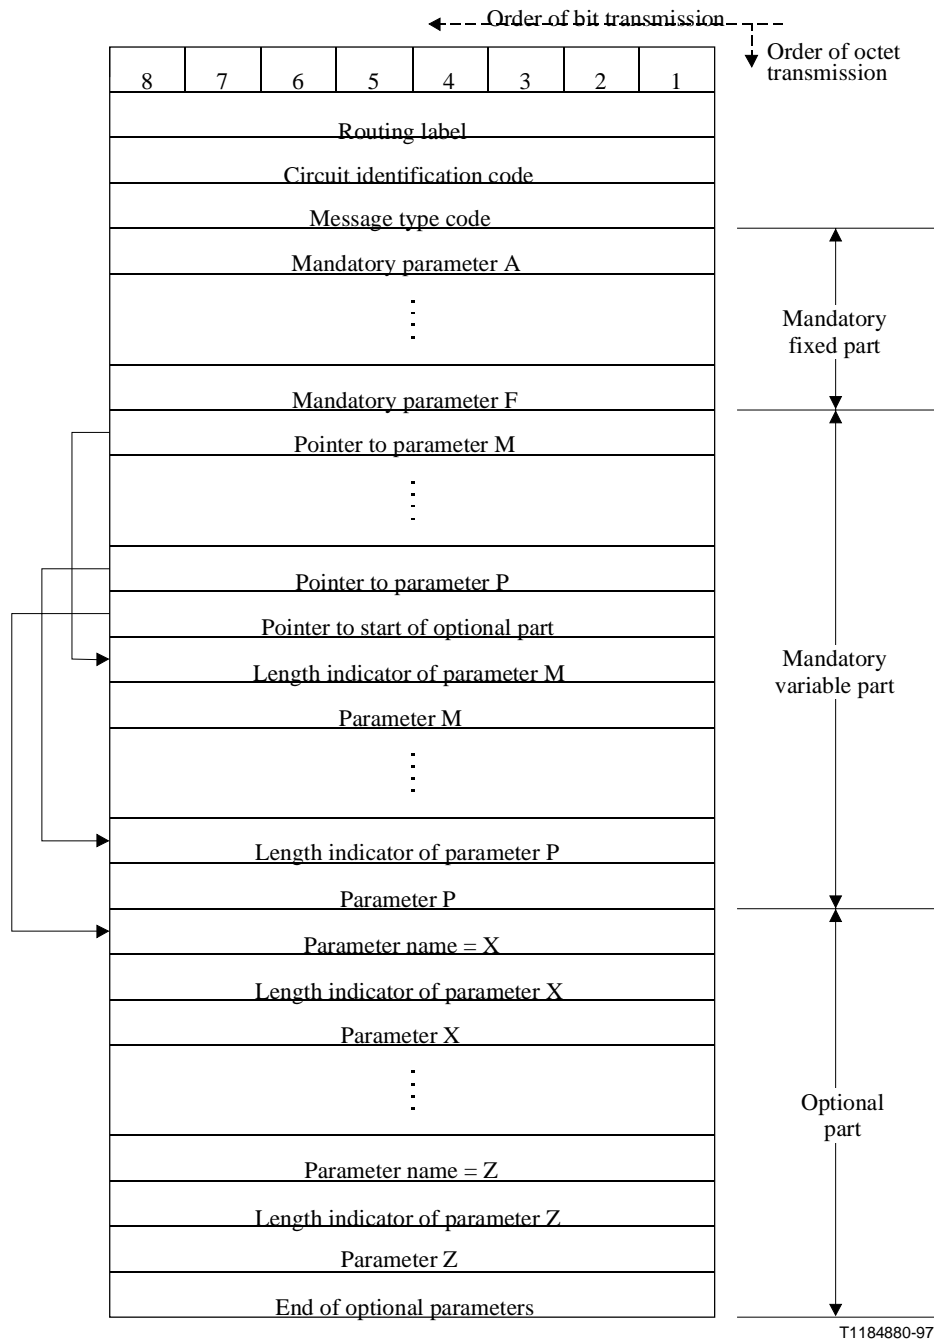 Order of bit transmission
Order of octet
transmission
8 7 6 5 4 3 2 1
Routing label
Circuit identification code
Message type code
Mandatory parameter A
Mandatory
fixed part
Mandatory parameter F
Pointer to parameter M
Pointer to parameter P
Pointer to start of optional part
Length indicator of parameter M
Mandatory
variable part
Parameter M
Length indicator of parameter P
Parameter P
Parameter name = X
Length indicator of parameter X
Parameter X
Optional
part
Parameter name = Z
Length indicator of parameter Z
Parameter Z
End of optional parameters
T1184880-97